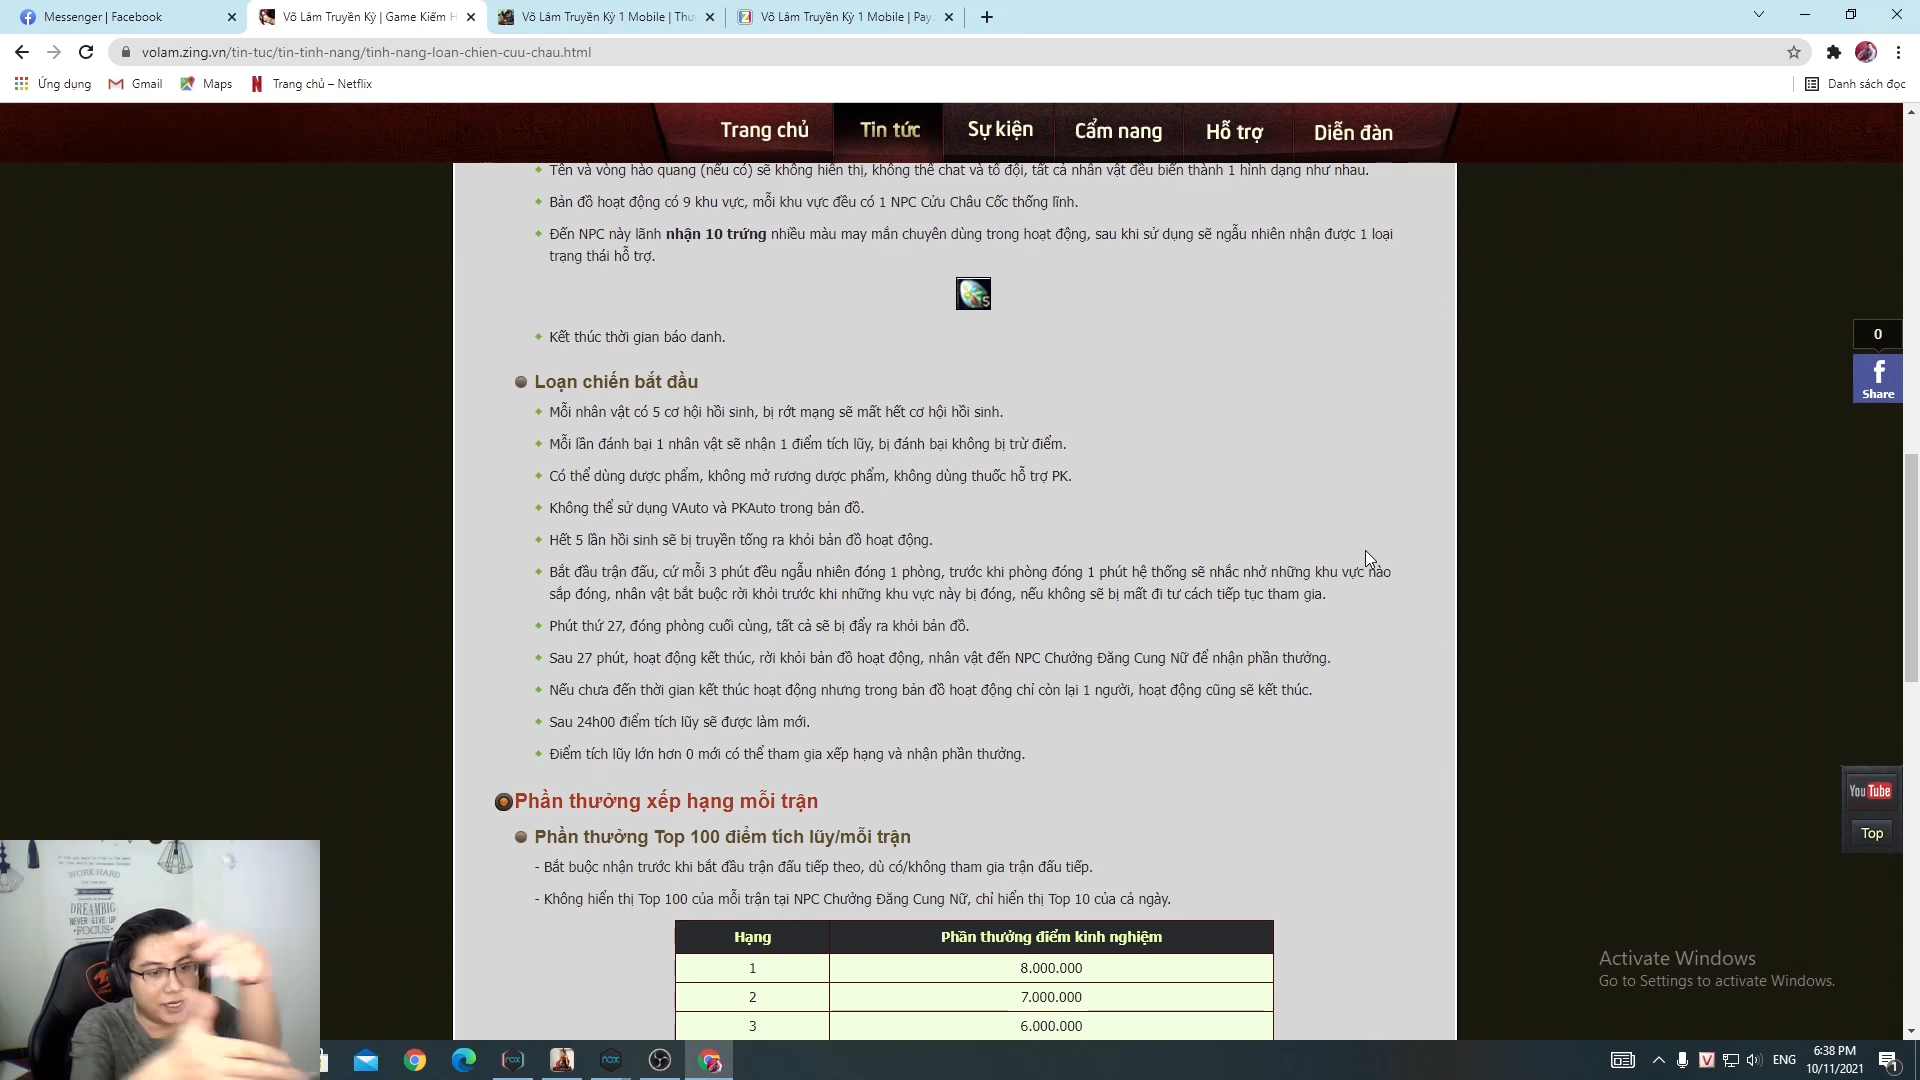 Messenger | Facebook
Võ Lâm Truyền Kỳ | Game Kiếm H
Võ Lâm Truyền Kỳ 1 Mobile | Thu
Võ Lâm Truyền Kỳ 1 Mobile | Pay
volam.zing.vn/tin-tuc/tin-tinh-nang/tinh-nang-loan-chien-cuu-chau.html
Ứng dụng
Gmail
Maps
Trang chủ – Netflix
Danh sách đọc
Trang chủ
Tin tức
Sự kiện
Cẩm nang
Hỗ trợ
Diễn đàn
Tên và vòng hào quang (nếu có) sẽ không hiển thị, không thể chat và tổ đội, tất cả nhân vật đều biến thành 1 hình dạng như nhau.
Bản đồ hoạt động có 9 khu vực, mỗi khu vực đều có 1 NPC Cửu Châu Cốc thống lĩnh.
Đến NPC này lãnh nhận 10 trứng nhiều màu may mắn chuyên dùng trong hoạt động, sau khi sử dụng sẽ ngẫu nhiên nhận được 1 loại
trạng thái hỗ trợ.
5
Kết thúc thời gian báo danh.
Loạn chiến bắt đầu
Mỗi nhân vật có 5 cơ hội hồi sinh, bị rớt mạng sẽ mất hết cơ hội hồi sinh.
Mỗi lần đánh bại 1 nhân vật sẽ nhận 1 điểm tích lũy, bị đánh bại không bị trừ điểm.
Có thể dùng dược phẩm, không mở rương dược phẩm, không dùng thuốc hỗ trợ PK.
Không thể sử dụng VAuto và PKAuto trong bản đồ.
Hết 5 lần hồi sinh sẽ bị truyền tống ra khỏi bản đồ hoạt động.
Bắt đầu trận đấu, cứ mỗi 3 phút đều ngẫu nhiên đóng 1 phòng, trước khi phòng đóng 1 phút hệ thống sẽ nhắc nhở những khu vực nào
sắp đóng, nhân vật bắt buộc rời khỏi trước khi những khu vực này bị đóng, nếu không sẽ bị mất đi tư cách tiếp tục tham gia.
Phút thứ 27, đóng phòng cuối cùng, tất cả sẽ bị đẩy ra khỏi bản đồ.
Sau 27 phút, hoạt động kết thúc, rời khỏi bản đồ hoạt động, nhân vật đến NPC Chưởng Đăng Cung Nữ để nhận phần thưởng.
Nếu chưa đến thời gian kết thúc hoạt động nhưng trong bản đồ hoạt động chỉ còn lại 1 người, hoạt động cũng sẽ kết thúc.
Sau 24h00 điểm tích lũy sẽ được làm mới.
Điểm tích lũy lớn hơn 0 mới có thể tham gia xếp hạng và nhận phần thưởng.
Phần thưởng xếp hạng mỗi trận
Phần thưởng Top 100 điểm tích lũy/mỗi trận
- Bắt buộc nhận trước khi bắt đầu trận đấu tiếp theo, dù có/không tham gia trận đấu tiếp.
- Không hiển thị Top 100 của mỗi trận tại NPC Chưởng Đăng Cung Nữ, chỉ hiển thị Top 10 của cả ngày.
Hạng Phần thưởng điểm kinh nghiệm
1 8.000.000
2 7.000.000
3 6.000.000
0
f
Share
You Tube
Top
Activate Windows
Go to Settings to activate Windows.
WORK HARD
DREAMBIG
NEVER GIVE UP
FOCUS
nox
nox
V
ENG
6:38 PM
10/11/2021
1